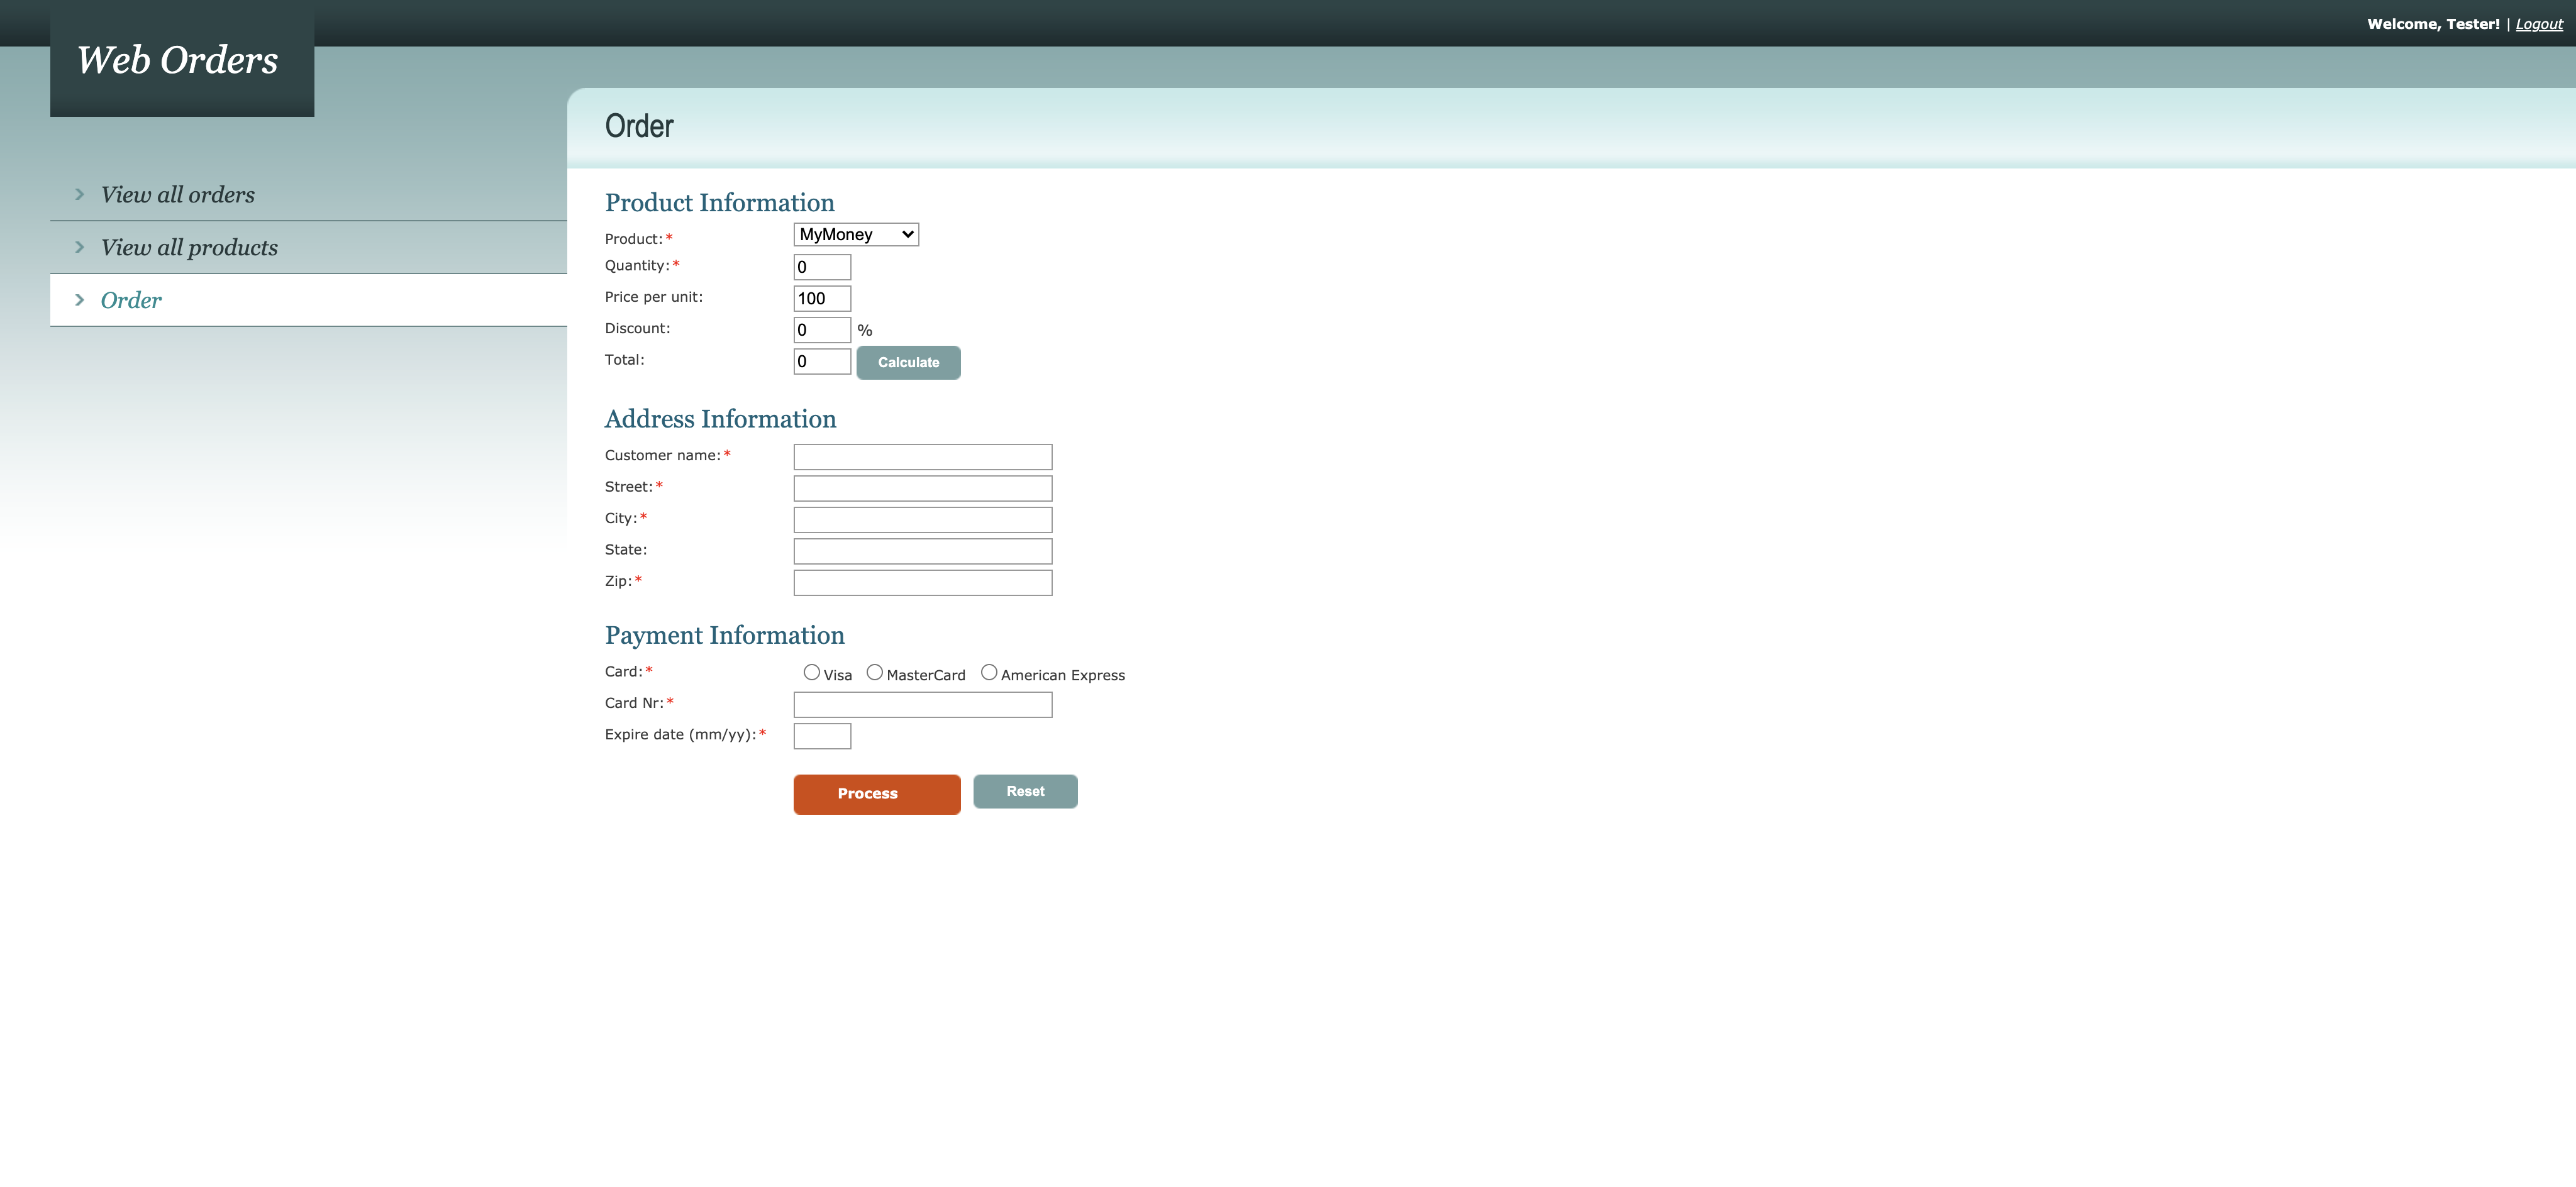 Welcome, Tester! | Logout
Web Orders
View all orders
View all products
Order
Order
Product Information
Product:* MyMoney
Quantity:* 0
Price per unit: 100
Discount: 0 %
Total: 0 Calculate
Address Information
Customer name:*
Street:*
City:*
State:
Zip:*
Payment Information
Card:* Visa MasterCard American Express
Card Nr:*
Expire date (mm/yy):*
Process Reset